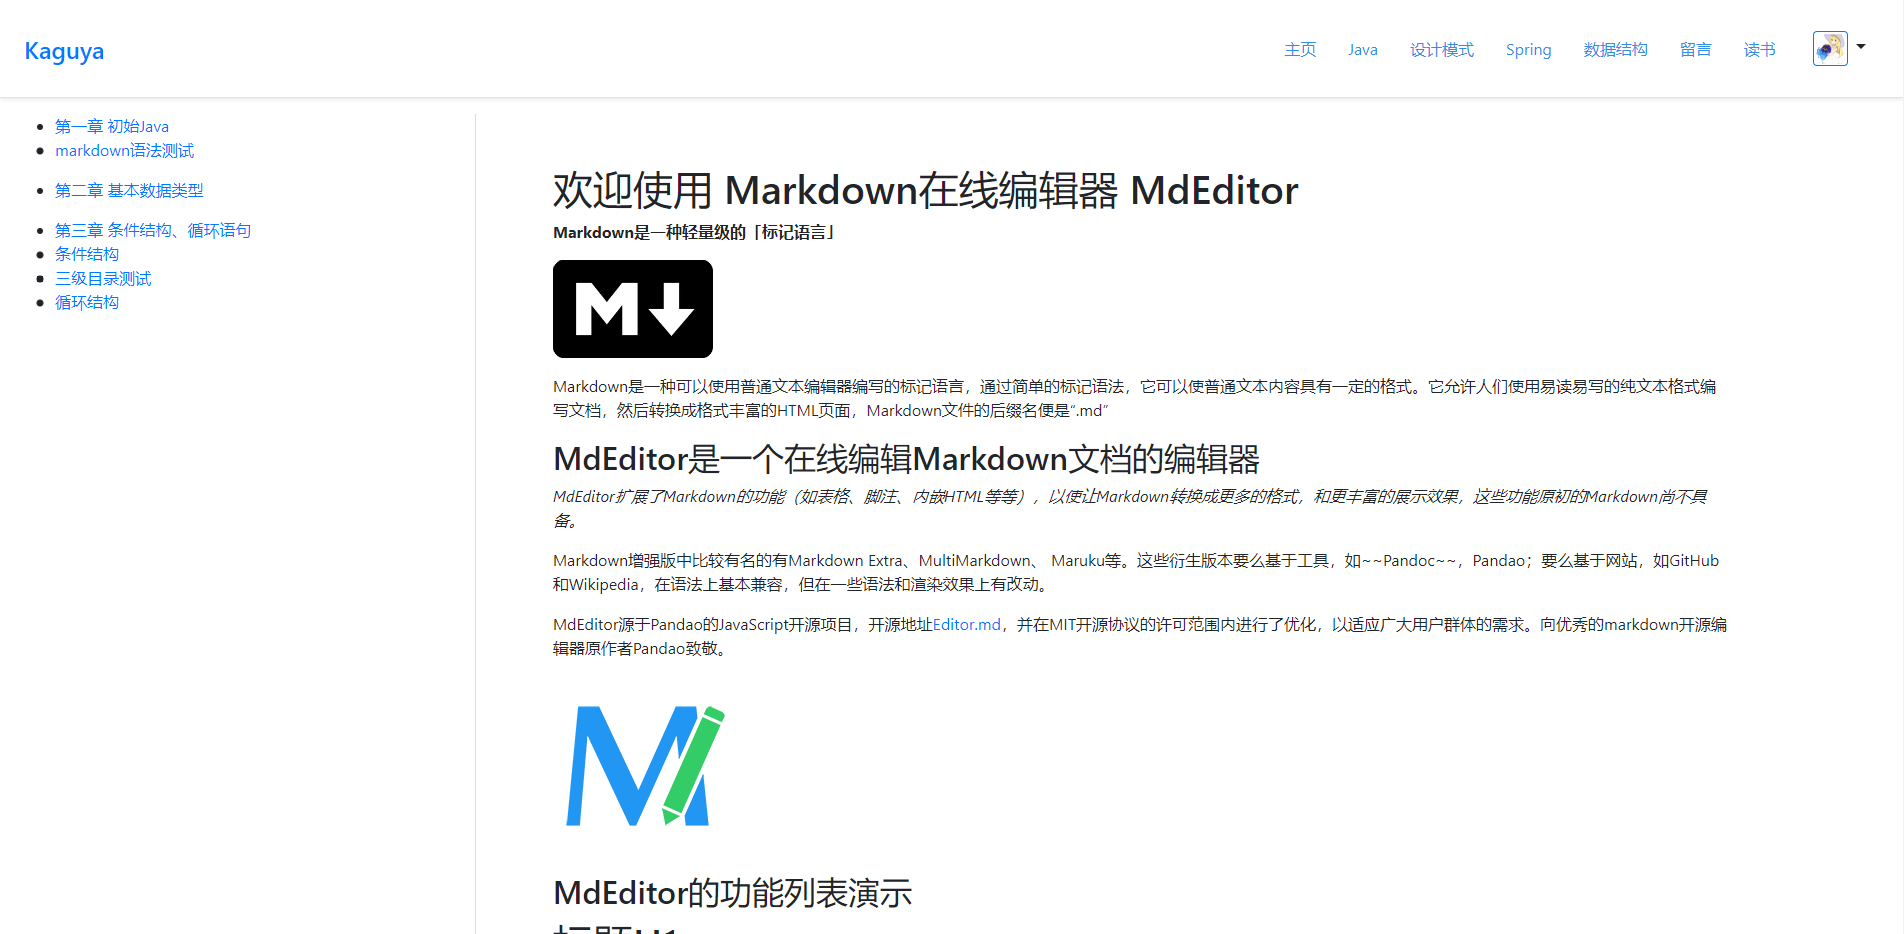 Kaguya
主页 Java 设计模式 Spring 数据结构 留言 读书
第一章 初始Java
markdown语法测试
第二章 基本数据类型
第三章 条件结构、循环语句
条件结构
三级目录测试
循环结构
欢迎使用 Markdown在线编辑器 MdEditor
Markdown是一种轻量级的「标记语言」
M
Markdown是一种可以使用普通文本编辑器编写的标记语言，通过简单的标记语法，它可以使普通文本内容具有一定的格式。它允许人们使用易读易写的纯文本格式编
写文档，然后转换成格式丰富的HTML页面，Markdown文件的后缀名便是“.md”
MdEditor是一个在线编辑Markdown文档的编辑器
MdEditor扩展了Markdown的功能（如表格、脚注、内嵌HTML等等），以使让Markdown转换成更多的格式，和更丰富的展示效果，这些功能原初的Markdown尚不具
备。
Markdown增强版中比较有名的有Markdown Extra、MultiMarkdown、 Maruku等。这些衍生版本要么基于工具，如~~Pandoc~~，Pandao；要么基于网站，如GitHub
和Wikipedia，在语法上基本兼容，但在一些语法和渲染效果上有改动。
MdEditor源于Pandao的JavaScript开源项目，开源地址Editor.md，并在MIT开源协议的许可范围内进行了优化，以适应广大用户群体的需求。向优秀的markdown开源编
辑器原作者Pandao致敬。
M
MdEditor的功能列表演示
标题H1